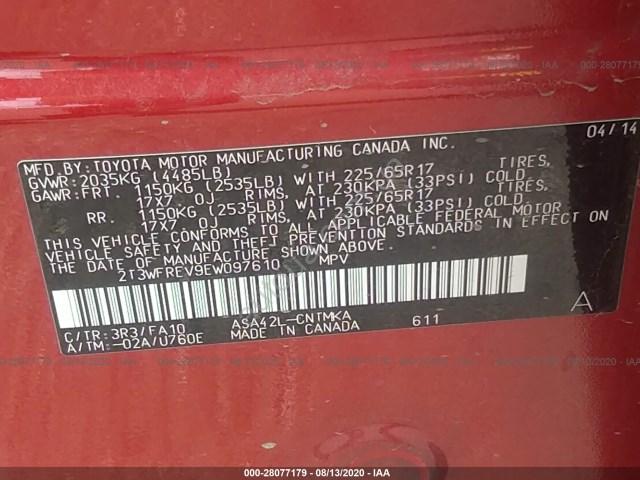 04/14
MFD. BY: TOYOTA MOTOR MANUFACTURING CANADA INC.
GVWR: 2035KG (4485LB)
GAWR: FRT. 1150KG (2535LB) WITH 225/65R17 TIRES,
17X7.0J RIMS, AT 230KPA (33PSI) COLD.
RR. 1150KG (2535LB) WITH 225/65R17 TIRES,
17X7.0J RIMS, AT 230KPA (33PSI) COLD.
THIS VEHICLE CONFORMS TO ALL APPLICABLE FEDERAL MOTOR
VEHICLE SAFETY, BUMPER, AND THEFT PREVENTION STANDARDS IN EFFECT ON
THE DATE OF MANUFACTURE SHOWN ABOVE.
2T3WFREV9EW097610 MPV
C/TR: 3R3/FA10 ASA42L-CNTMKA 611
A/TM: -02A/U760E MADE IN CANADA
A
000-28077179 - 08/13/2020 - IAA